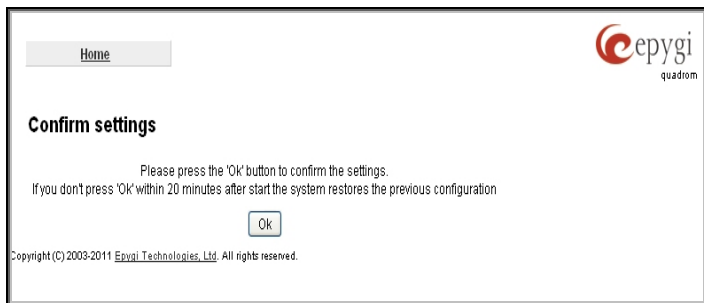 Home
epygi
quadrom
Confirm settings
Please press the 'Ok' button to confirm the settings.
If you don't press 'Ok' within 20 minutes after start the system restores the previous configuration
Ok
Copyright (C) 2003-2011 Epygi Technologies, Ltd. All rights reserved.